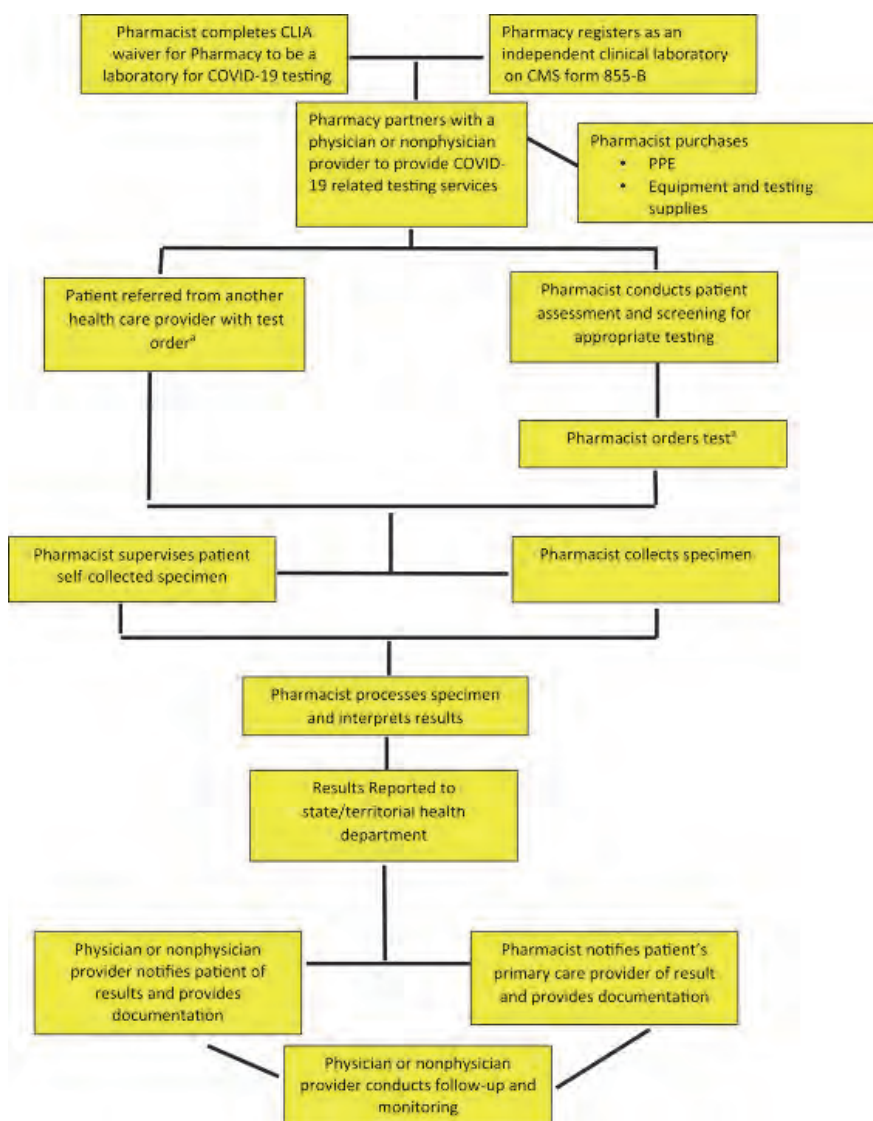 Pharmacist completes CLIA
waiver for Pharmacy to be a
laboratory for COVID-19 testing
Pharmacy registers as an
independent clinical laboratory
on CMS form 855-B
Pharmacy partners with a
physician or nonphysician
provider to provide COVID-
19 related testing services
Pharmacist purchases
• PPE
• Equipment and testing
supplies
Patient referred from another
health care provider with test
orderᵃ
Pharmacist conducts patient
assessment and screening for
appropriate testing
Pharmacist orders testᵃ
Pharmacist supervises patient
self-collected specimen
Pharmacist collects specimen
Pharmacist processes specimen
and interprets results
Results Reported to
state/territorial health
department
Physician or nonphysician
provider notifies patient of
results and provides
documentation
Pharmacist notifies patient's
primary care provider of result
and provides documentation
Physician or nonphysician
provider conducts follow-up and
monitoring